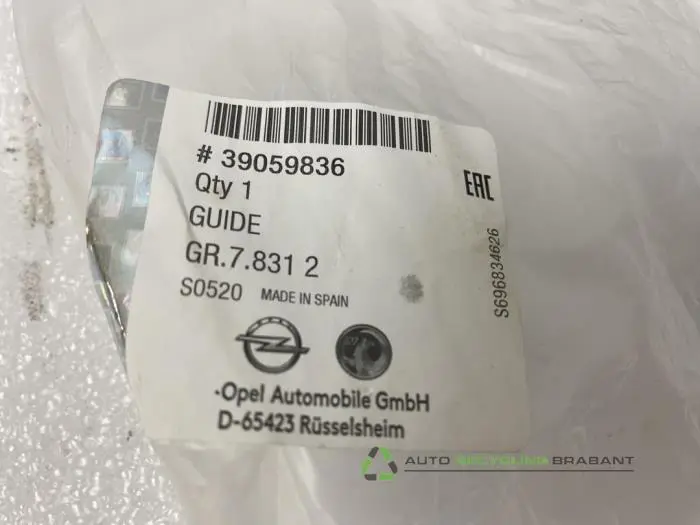 # 39059836
Qty 1
EAC
GUIDE
GR.7.831 2
S0520 MADE IN SPAIN
S696834626
·Opel Automobile GmbH
D-65423 Rüsselsheim
AUTO RECYCLING BRABANT